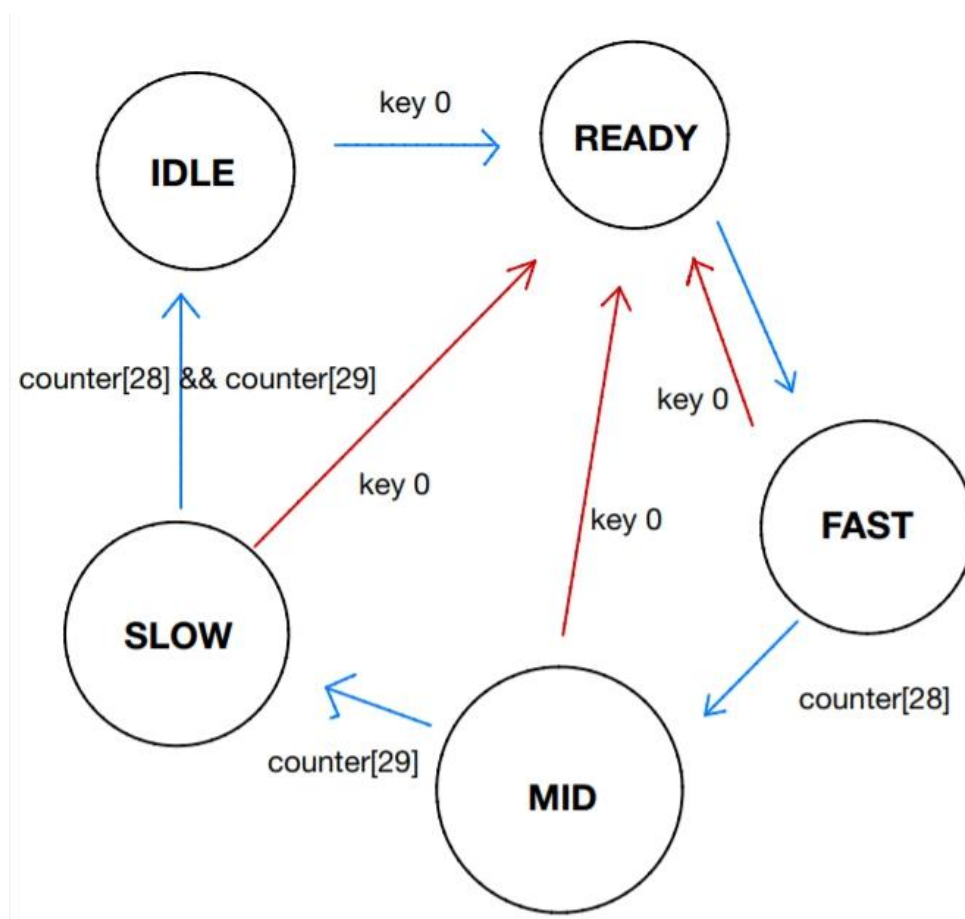 key 0
READY
IDLE
counter[28] && counter[29]
key 0
key 0
key 0
FAST
SLOW
counter[28]
counter[29]
MID